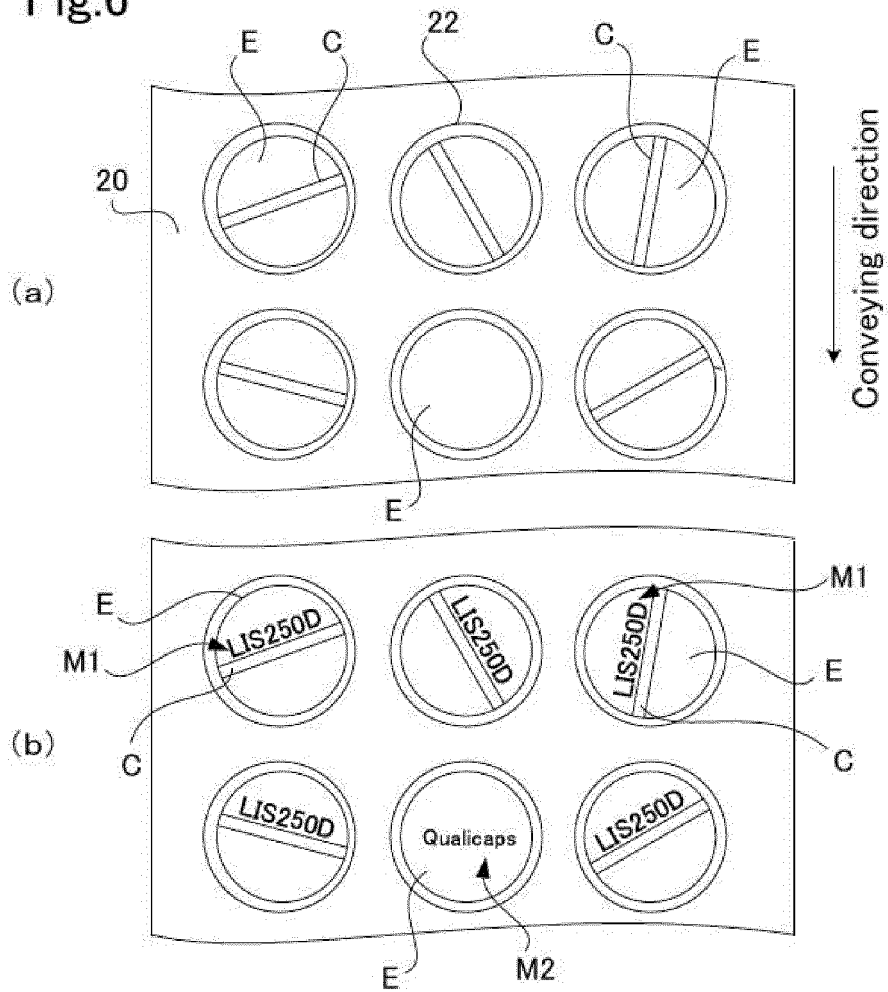 Fig.6
E C 22 C E
20
Conveying direction
(a)
E
E LIS250D LIS250D LIS250D M1
M1 E
(b)
C C
LIS250D Qualicaps LIS250D
E M2